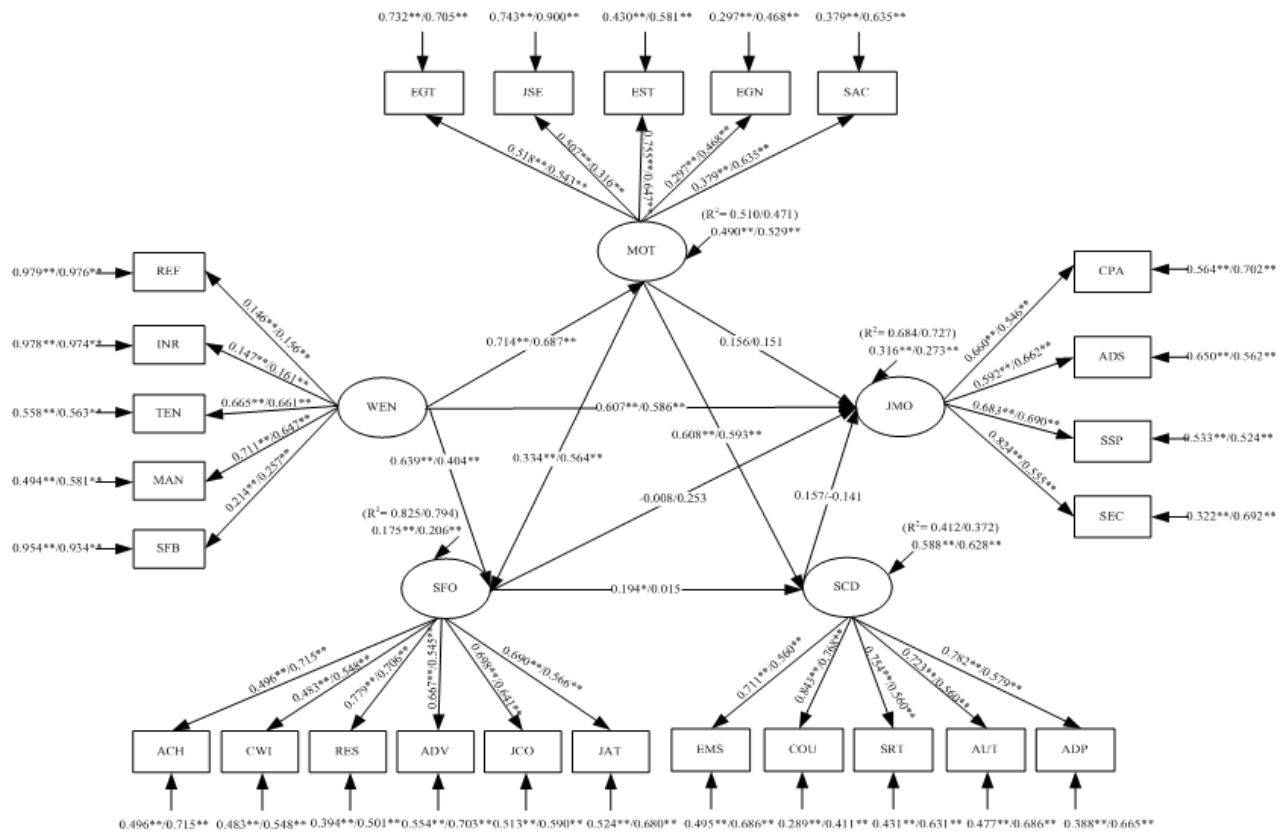 0.732**/0.705** 0.743**/0.900** 0.430**/0.581** 0.297**/0.468** 0.379**/0.635**
EGT JSE EST EGN SAC
0.518**/0.543** 0.507**/0.316** 0.755**/0.647** 0.297**/0.468** 0.379**/0.635**
(R²= 0.510/0.471)
0.490**/0.529**
MOT
0.979**/0.976** REF
0.978**/0.974** INR
0.558**/0.563** TEN
0.494**/0.581** MAN
0.954**/0.934** SFB
0.146**/0.156**
0.147**/0.161**
0.665**/0.661**
0.711**/0.647**
0.214**/0.257**
WEN
0.714**/0.687**
0.156/0.151
0.607**/0.586**
0.608**/0.593**
0.639**/0.404**
0.334**/0.564**
-0.008/0.253
0.157/-0.141
0.194*/0.015
(R²= 0.684/0.727)
0.316**/0.273**
JMO
0.660**/0.546**
0.592**/0.662**
0.683**/0.690**
0.824**/0.555**
CPA 0.564**/0.702**
ADS 0.650**/0.562**
SSP 0.533**/0.524**
SEC 0.322**/0.692**
(R²= 0.825/0.794)
0.175**/0.206**
SFO
(R²= 0.412/0.372)
0.588**/0.628**
SCD
0.496**/0.715** 0.483**/0.548** 0.779**/0.706** 0.667**/0.545** 0.698**/0.641** 0.690**/0.566**
ACH CWI RES ADV JCO JAT
0.496**/0.715** 0.483**/0.548** 0.394**/0.501** 0.554**/0.703** 0.513**/0.590** 0.524**/0.680**
0.711**/0.560** 0.843**/0.768** 0.754**/0.560** 0.723**/0.560** 0.782**/0.579**
EMS COU SRT AUT ADP
0.495**/0.686** 0.289**/0.411** 0.431**/0.631** 0.477**/0.686** 0.388**/0.665**